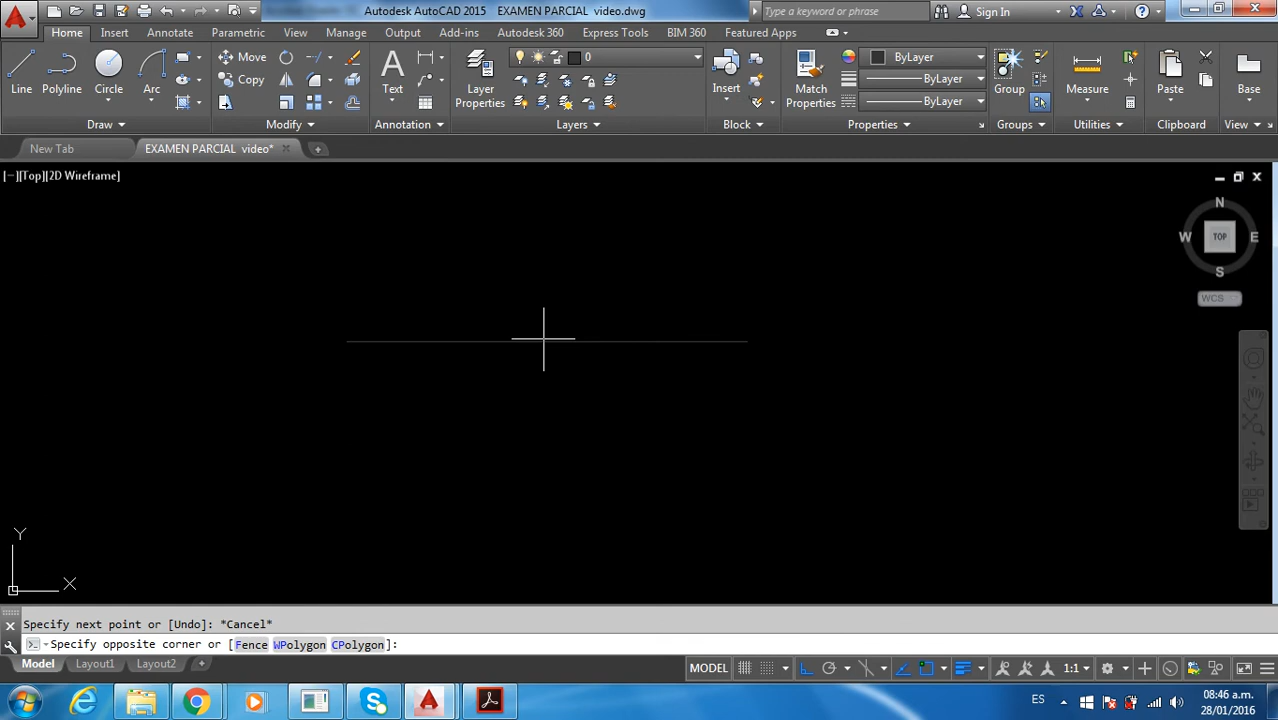 Autodesk AutoCAD 2015 EXAMEN PARCIAL video.dwg
Type a keyword or phrase
Sign In
Home Insert Annotate Parametric View Manage Output Add-ins Autodesk 360 Express Tools BIM 360 Featured Apps
Line Polyline Circle Arc
Move
Copy
Text
Layer Properties
0
Insert
Match Properties
ByLayer
ByLayer
ByLayer
Group
Measure
Paste
Base
Draw Modify Annotation Layers Block Properties Groups Utilities Clipboard View
New Tab EXAMEN PARCIAL video*
[−][Top][2D Wireframe]
N
W TOP E
S
WCS
Y
X
Specify next point or [Undo]: *Cancel*
Specify opposite corner or [Fence WPolygon CPolygon]:
Model Layout1 Layout2
MODEL 1:1
ES
08:46 a.m.
28/01/2016